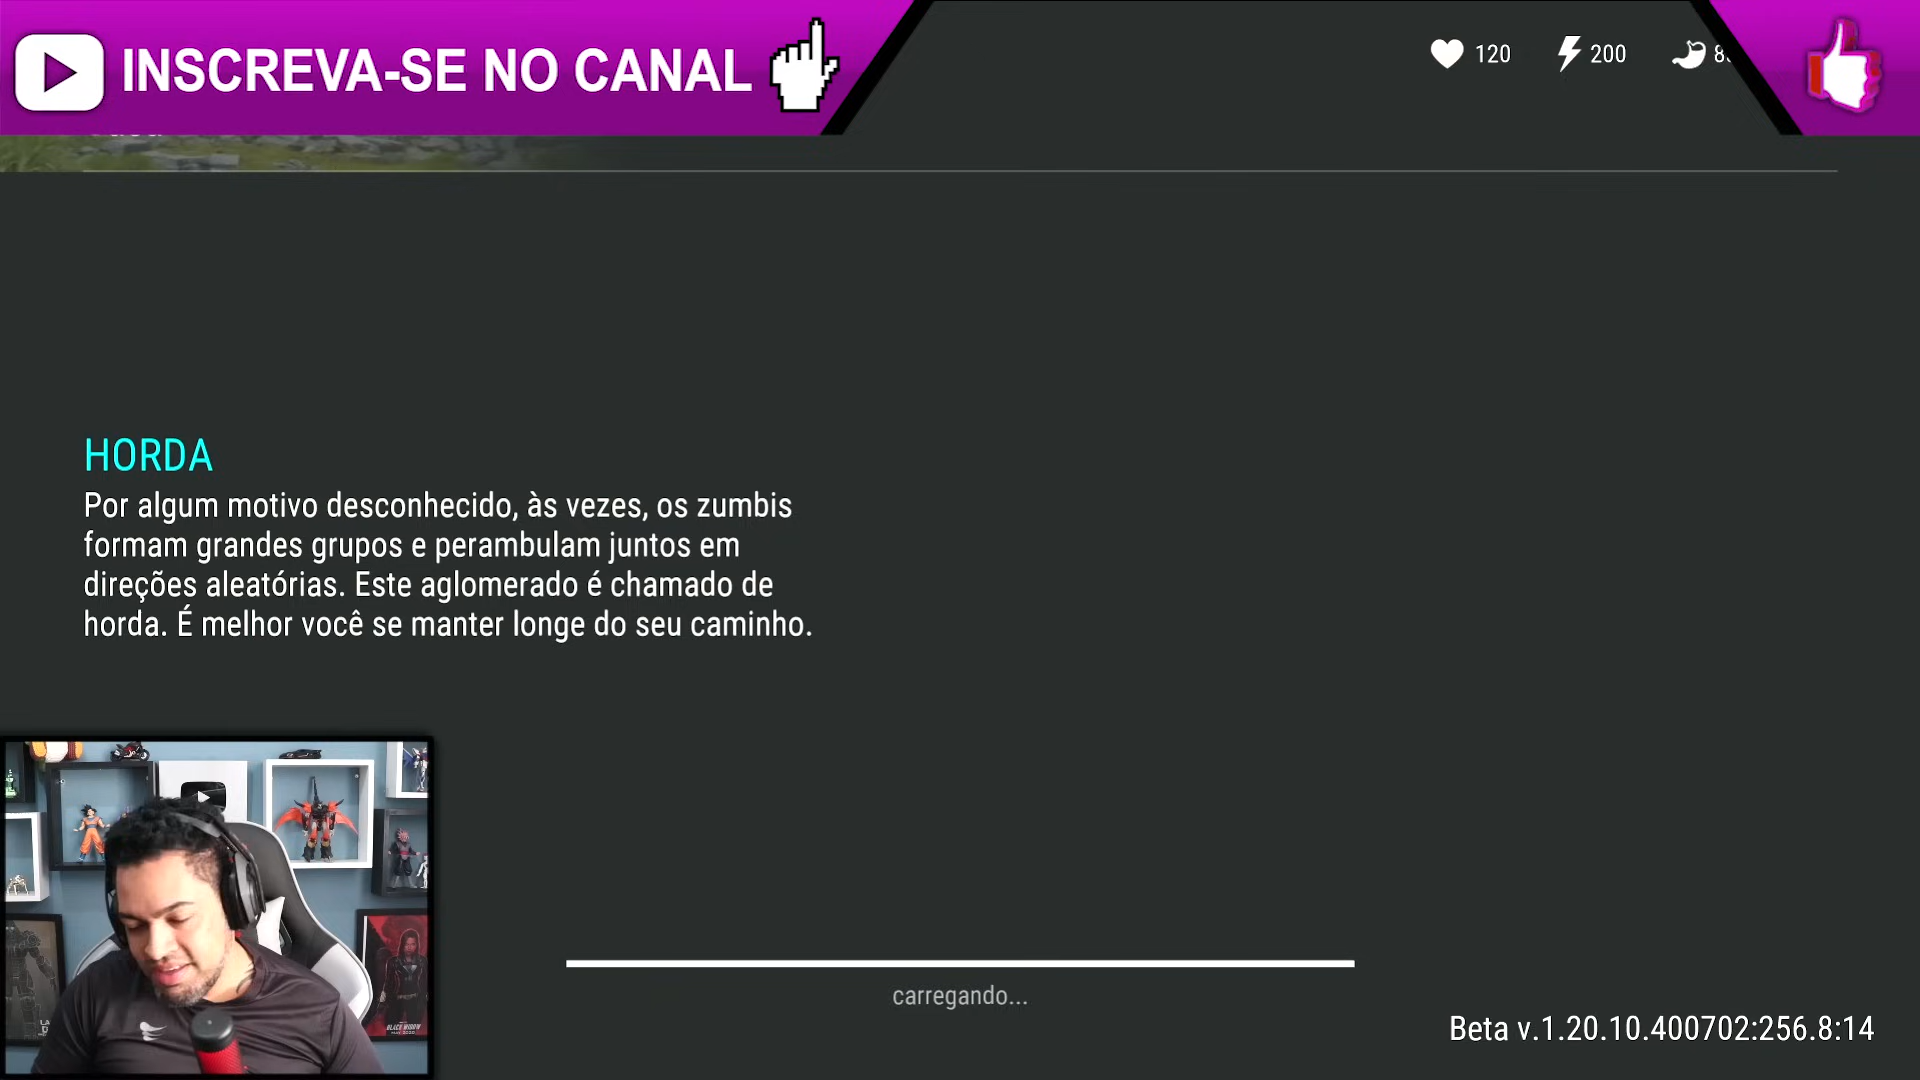 INSCREVA-SE NO CANAL
120
200
HORDA
Por algum motivo desconhecido, às vezes, os zumbis
formam grandes grupos e perambulam juntos em
direções aleatórias. Este aglomerado é chamado de
horda. É melhor você se manter longe do seu caminho.
BLACK WIDOW
carregando...
Beta v.1.20.10.400702:256.8:14